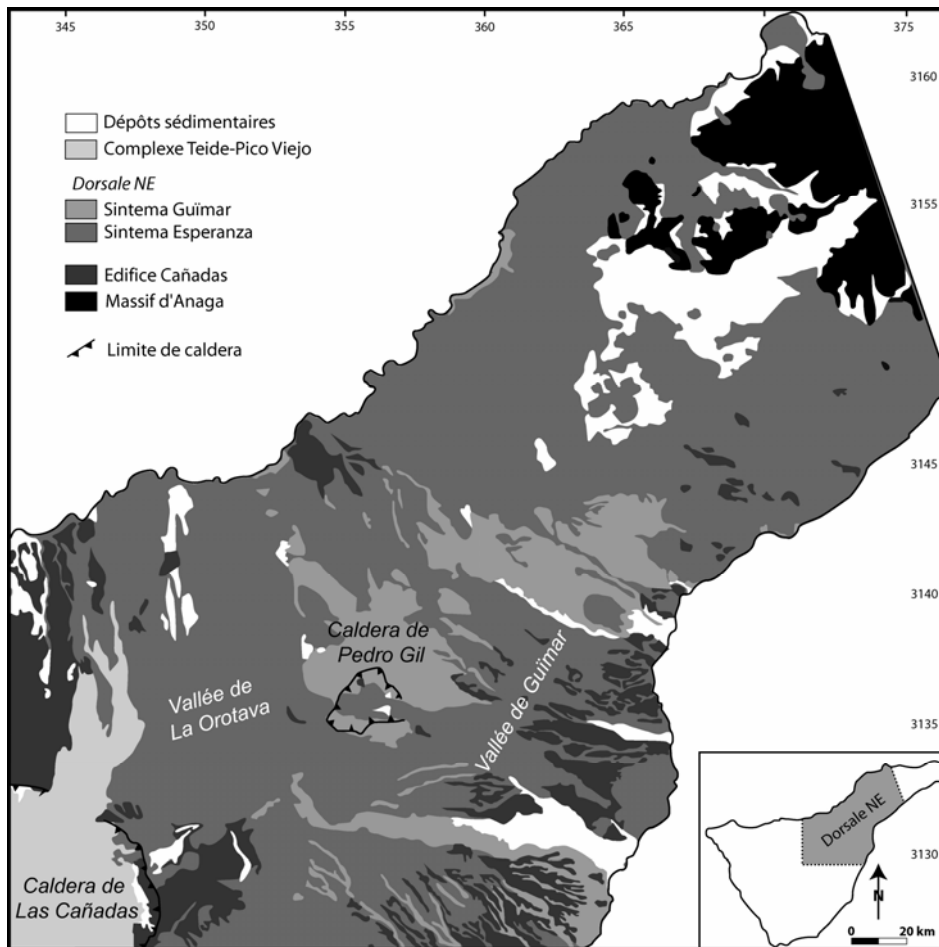 345
350
355
360
365
375
3160
3155
3145
3140
3135
3130
Dépôts sédimentaires
Complexe Teide-Pico Viejo
Dorsale NE
Sintema Guïmar
Sintema Esperanza
Edifice Cañadas
Massif d'Anaga
Limite de caldera
Caldera de
Pedro Gil
Vallée de
La Orotava
Vallée de Guïmar
Caldera de
Las Cañadas
Dorsale NE
N
0 20 km